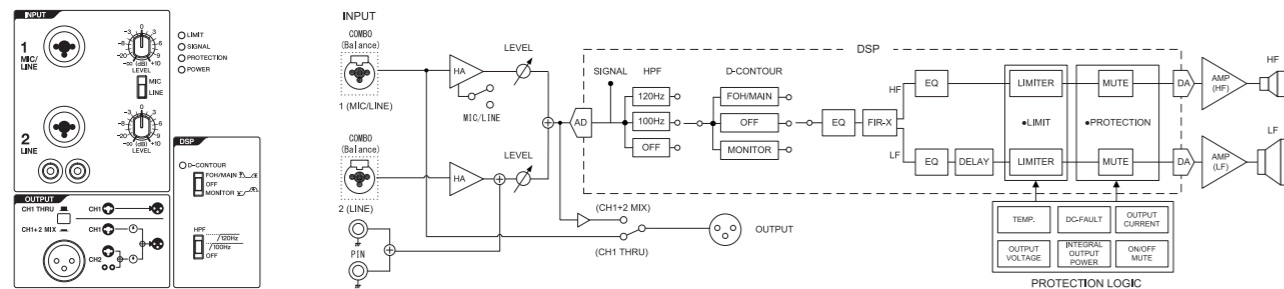 INPUT
1
MIC/
LINE
-3 0 3
-8 6
-20 9
-∞ (dB) +10
LEVEL
MIC
LINE
LIMIT
SIGNAL
PROTECTION
POWER
2
LINE
-3 0 3
-8 6
-20 9
-∞ (dB) +10
LEVEL
DSP
D-CONTOUR
FOH/MAIN
OFF
MONITOR
HPF
/120Hz
/100Hz
OFF
OUTPUT
CH1 THRU
CH1
CH1+2 MIX
CH1
CH2
INPUT
COMBO
(Balance)
1 (MIC/LINE)
HA
MIC/LINE
LEVEL
COMBO
(Balance)
2 (LINE)
HA
LEVEL
PIN
(CH1+2 MIX)
(CH1 THRU)
OUTPUT
DSP
AD
SIGNAL
HPF
120Hz
100Hz
OFF
D-CONTOUR
FOH/MAIN
OFF
MONITOR
EQ
FIR-X
HF
EQ
LIMITER
MUTE
DA
AMP
(HF)
HF
•LIMIT
•PROTECTION
LF
EQ
DELAY
LIMITER
MUTE
DA
AMP
(LF)
LF
TEMP.
DC-FAULT
OUTPUT
CURRENT
OUTPUT
VOLTAGE
INTEGRAL
OUTPUT
POWER
ON/OFF
MUTE
PROTECTION LOGIC